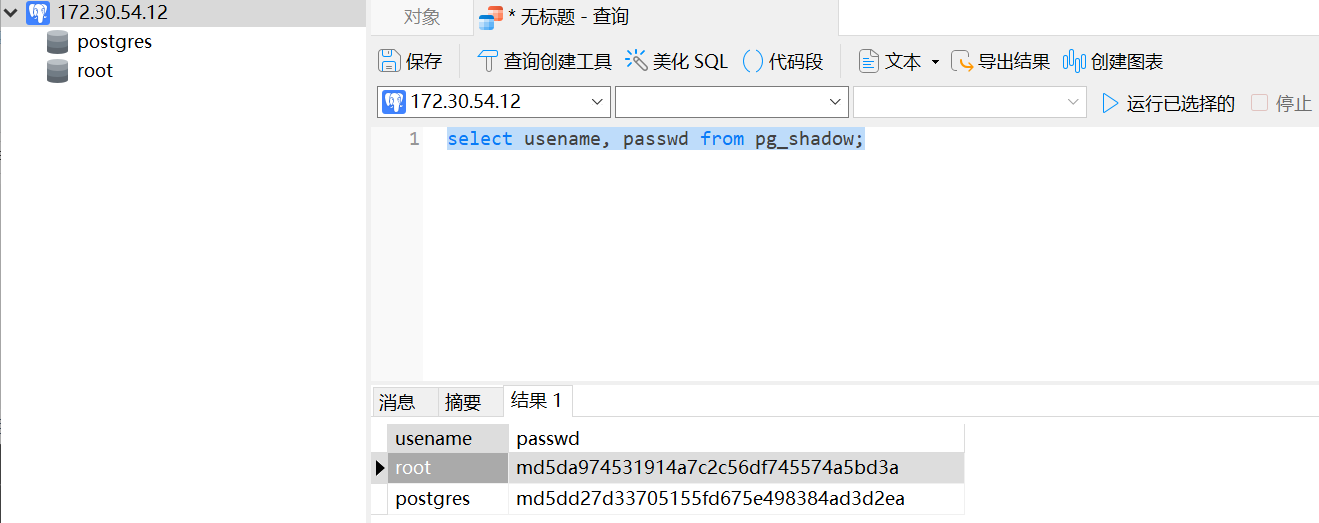 172.30.54.12
postgres
root
对象
* 无标题 - 查询
保存 查询创建工具 美化 SQL () 代码段 文本 导出结果 创建图表
172.30.54.12 运行已选择的 停止
1 select usename, passwd from pg_shadow;
消息 摘要 结果 1
usename passwd
root md5da974531914a7c2c56df745574a5bd3a
postgres md5dd27d33705155fd675e498384ad3d2ea